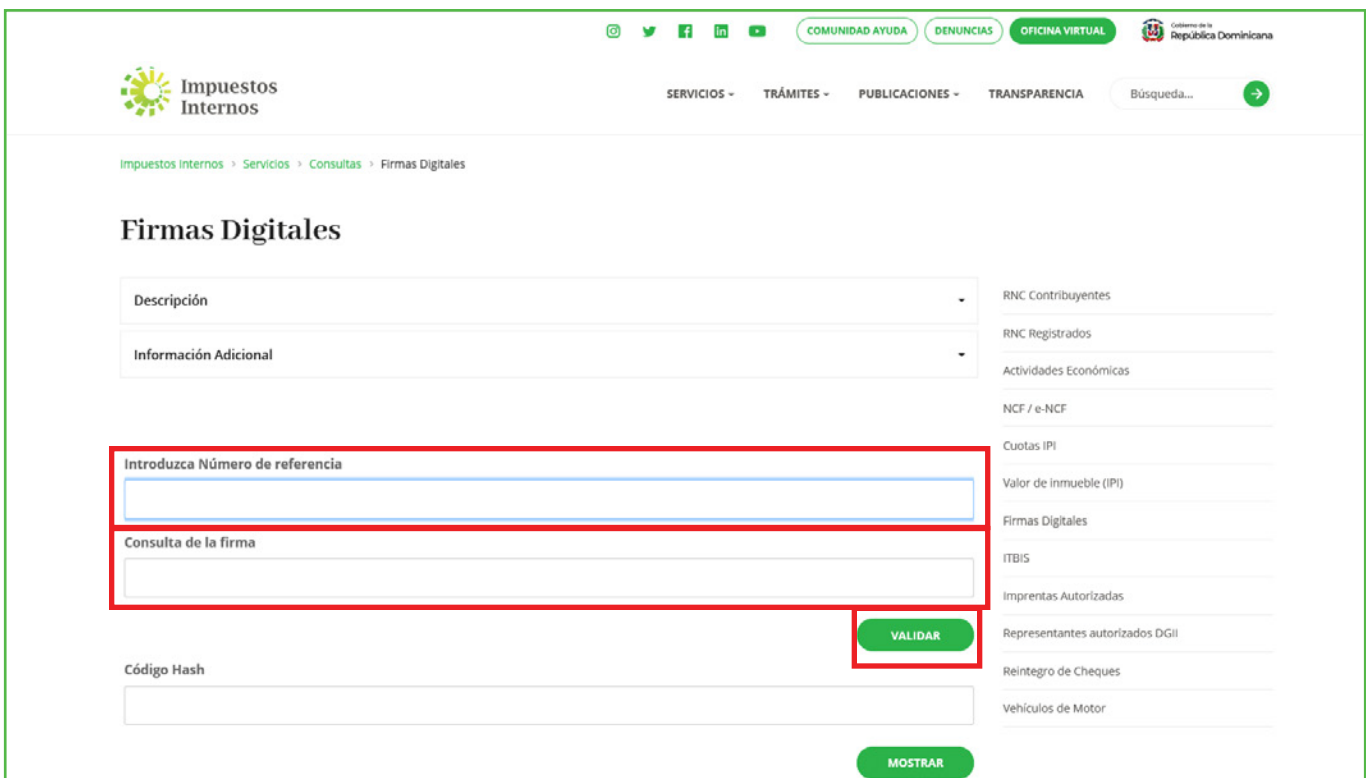 COMUNIDAD AYUDA
DENUNCIAS
OFICINA VIRTUAL
Gobierno de la
República Dominicana
Impuestos
Internos
SERVICIOS
TRÁMITES
PUBLICACIONES
TRANSPARENCIA
Búsqueda...
Impuestos Internos > Servicios > Consultas > Firmas Digitales
Firmas Digitales
Descripción
Información Adicional
Introduzca Número de referencia
Consulta de la firma
VALIDAR
Código Hash
MOSTRAR
RNC Contribuyentes
RNC Registrados
Actividades Económicas
NCF / e-NCF
Cuotas IPI
Valor de inmueble (IPI)
Firmas Digitales
ITBIS
Imprentas Autorizadas
Representantes autorizados DGII
Reintegro de Cheques
Vehículos de Motor